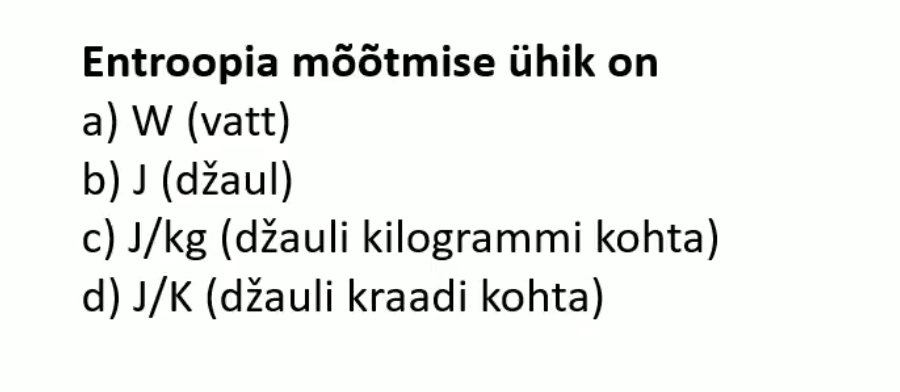 Entroopia mõõtmise ühik on
a) W (vatt)
b) J (džaul)
c) J/kg (džauli kilogrammi kohta)
d) J/K (džauli kraadi kohta)